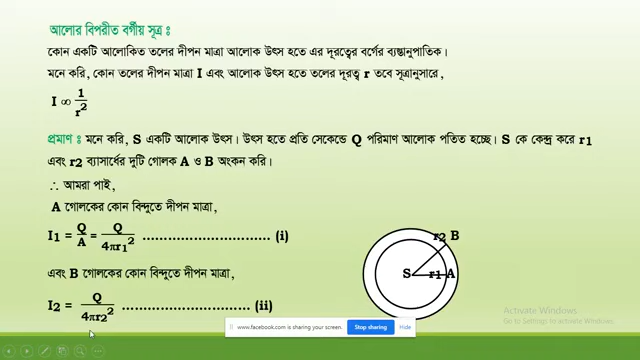 আলোর বিপরীত বর্গীয় সূত্র ঃ
কোন একটি আলোকিত তলের দীপন মাত্রা আলোক উৎস হতে এর দূরত্বের বর্গের ব্যস্তানুপাতিক।
মনে করি, কোন তলের দীপন মাত্রা I এবং আলোক উৎস হতে তলের দূরত্ব r তবে সূত্রানুসারে,
I ∞ 1/r²
প্রমাণ ঃ মনে করি, S একটি আলোক উৎস। উৎস হতে প্রতি সেকেন্ডে Q পরিমাণ আলোক পতিত হচ্ছে। S কে কেন্দ্র করে r1
এবং r2 ব্যাসার্ধের দুটি গোলক A ও B অংকন করি।
∴ আমরা পাই,
A গোলকের কোন বিন্দুতে দীপন মাত্রা,
I1 = Q/A = Q/4πr1² .............................. (i)
এবং B গোলকের কোন বিন্দুতে দীপন মাত্রা,
I2 = Q/4πr2² .............................. (ii)
r2 B
S r1 A
Activate Windows
Go to Settings to activate Windows.
www.facebook.com is sharing your screen. Stop sharing Hide